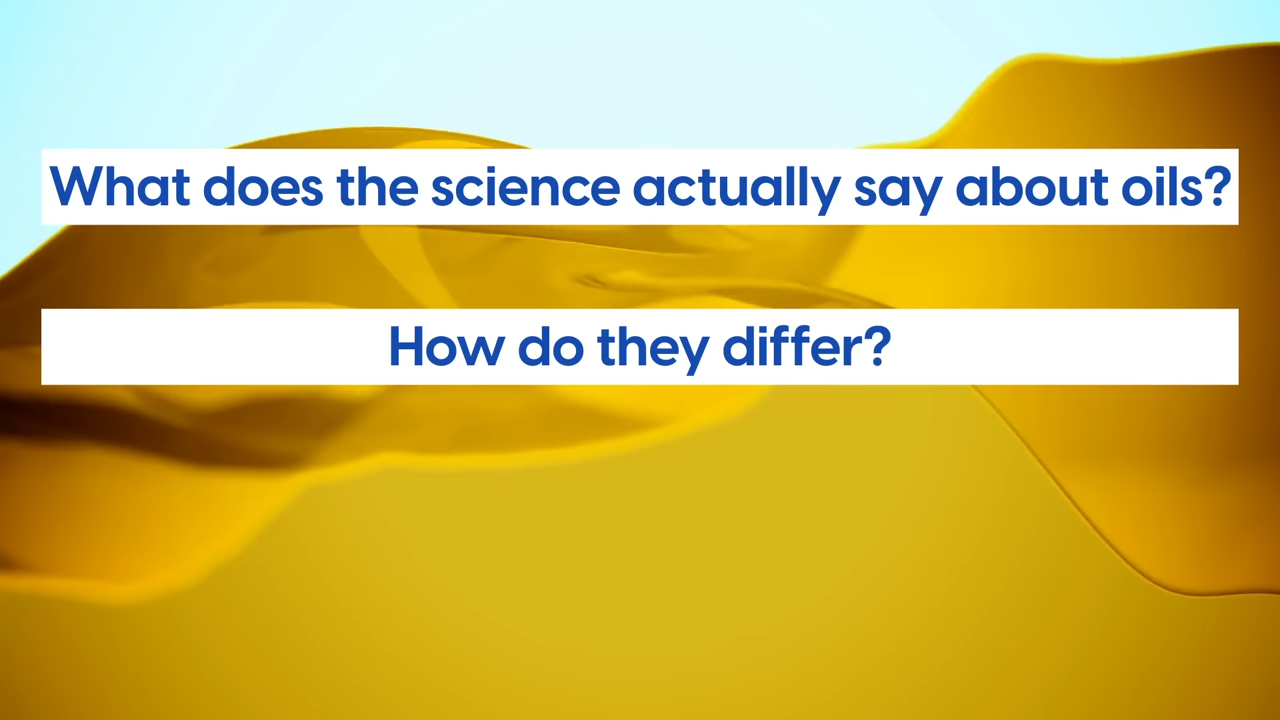 What does the science actually say about oils?
How do they differ?